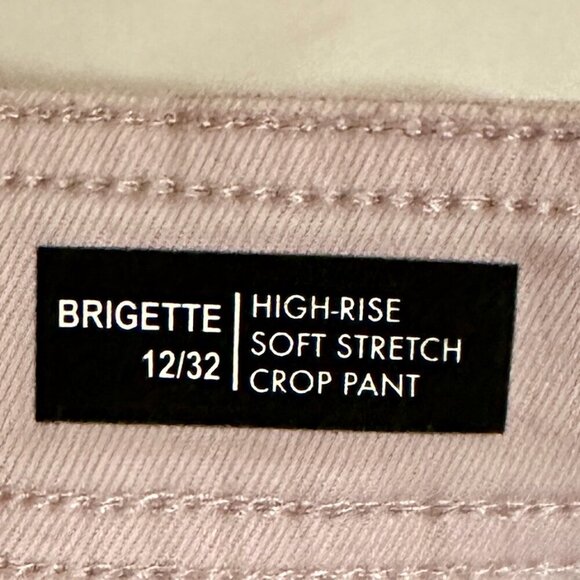 BRIGETTE
12/32
HIGH-RISE
SOFT STRETCH
CROP PANT